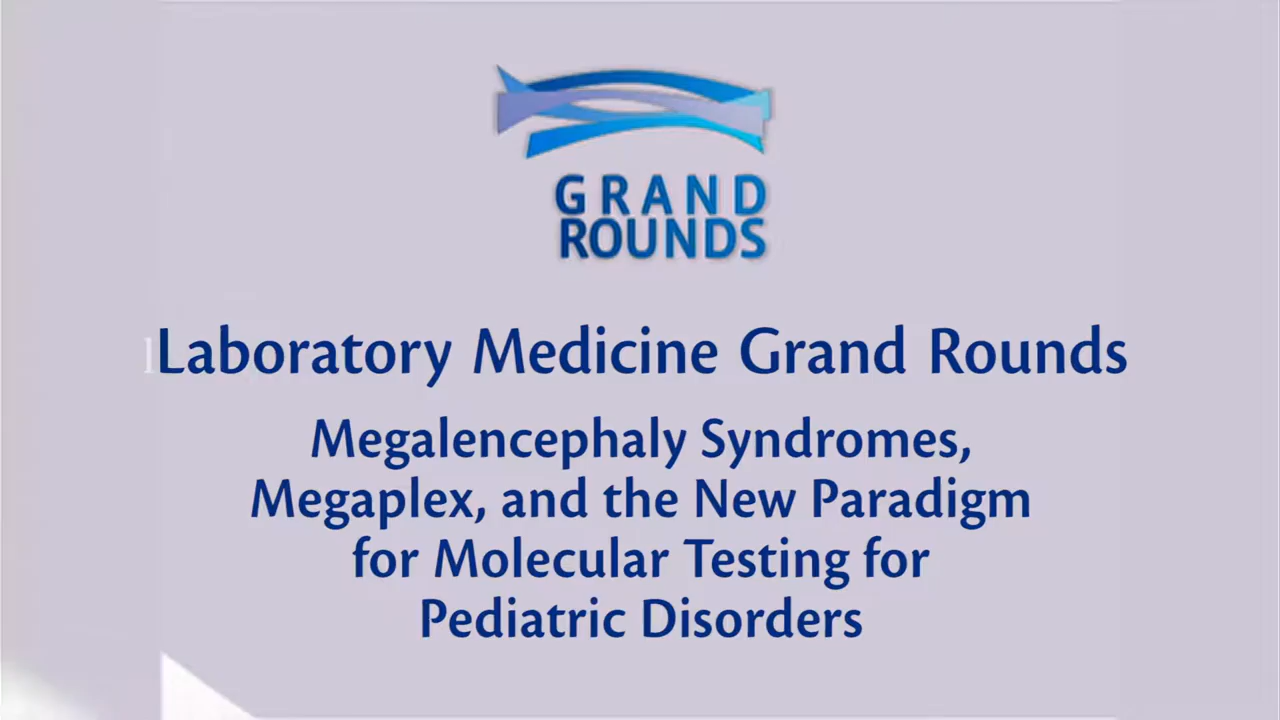 GRAND
ROUNDS
Laboratory Medicine Grand Rounds
Megalencephaly Syndromes,
Megaplex, and the New Paradigm
for Molecular Testing for
Pediatric Disorders